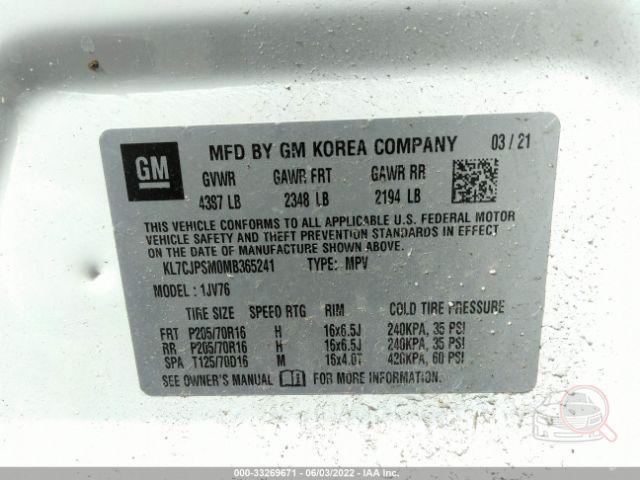 GM
MFD BY GM KOREA COMPANY 03/21
GVWR GAWR FRT GAWR RR
4397 LB 2348 LB 2194 LB
THIS VEHICLE CONFORMS TO ALL APPLICABLE U.S. FEDERAL MOTOR
VEHICLE SAFETY AND THEFT PREVENTION STANDARDS IN EFFECT ON
THE DATE OF MANUFACTURE SHOWN ABOVE.
KL7CJPSM0MB365241 TYPE: MPV
MODEL: 1JV76
TIRE SIZE SPEED RTG RIM COLD TIRE PRESSURE
FRT P205/70R16 H 16x6.5J 240KPA, 35 PSI
RR P205/70R16 H 16x6.5J 240KPA, 35 PSI
SPA T125/70D16 M 16x4.0T 420KPA, 60 PSI
SEE OWNER'S MANUAL FOR MORE INFORMATION.
000-33269671 - 06/03/2022 - IAA Inc.